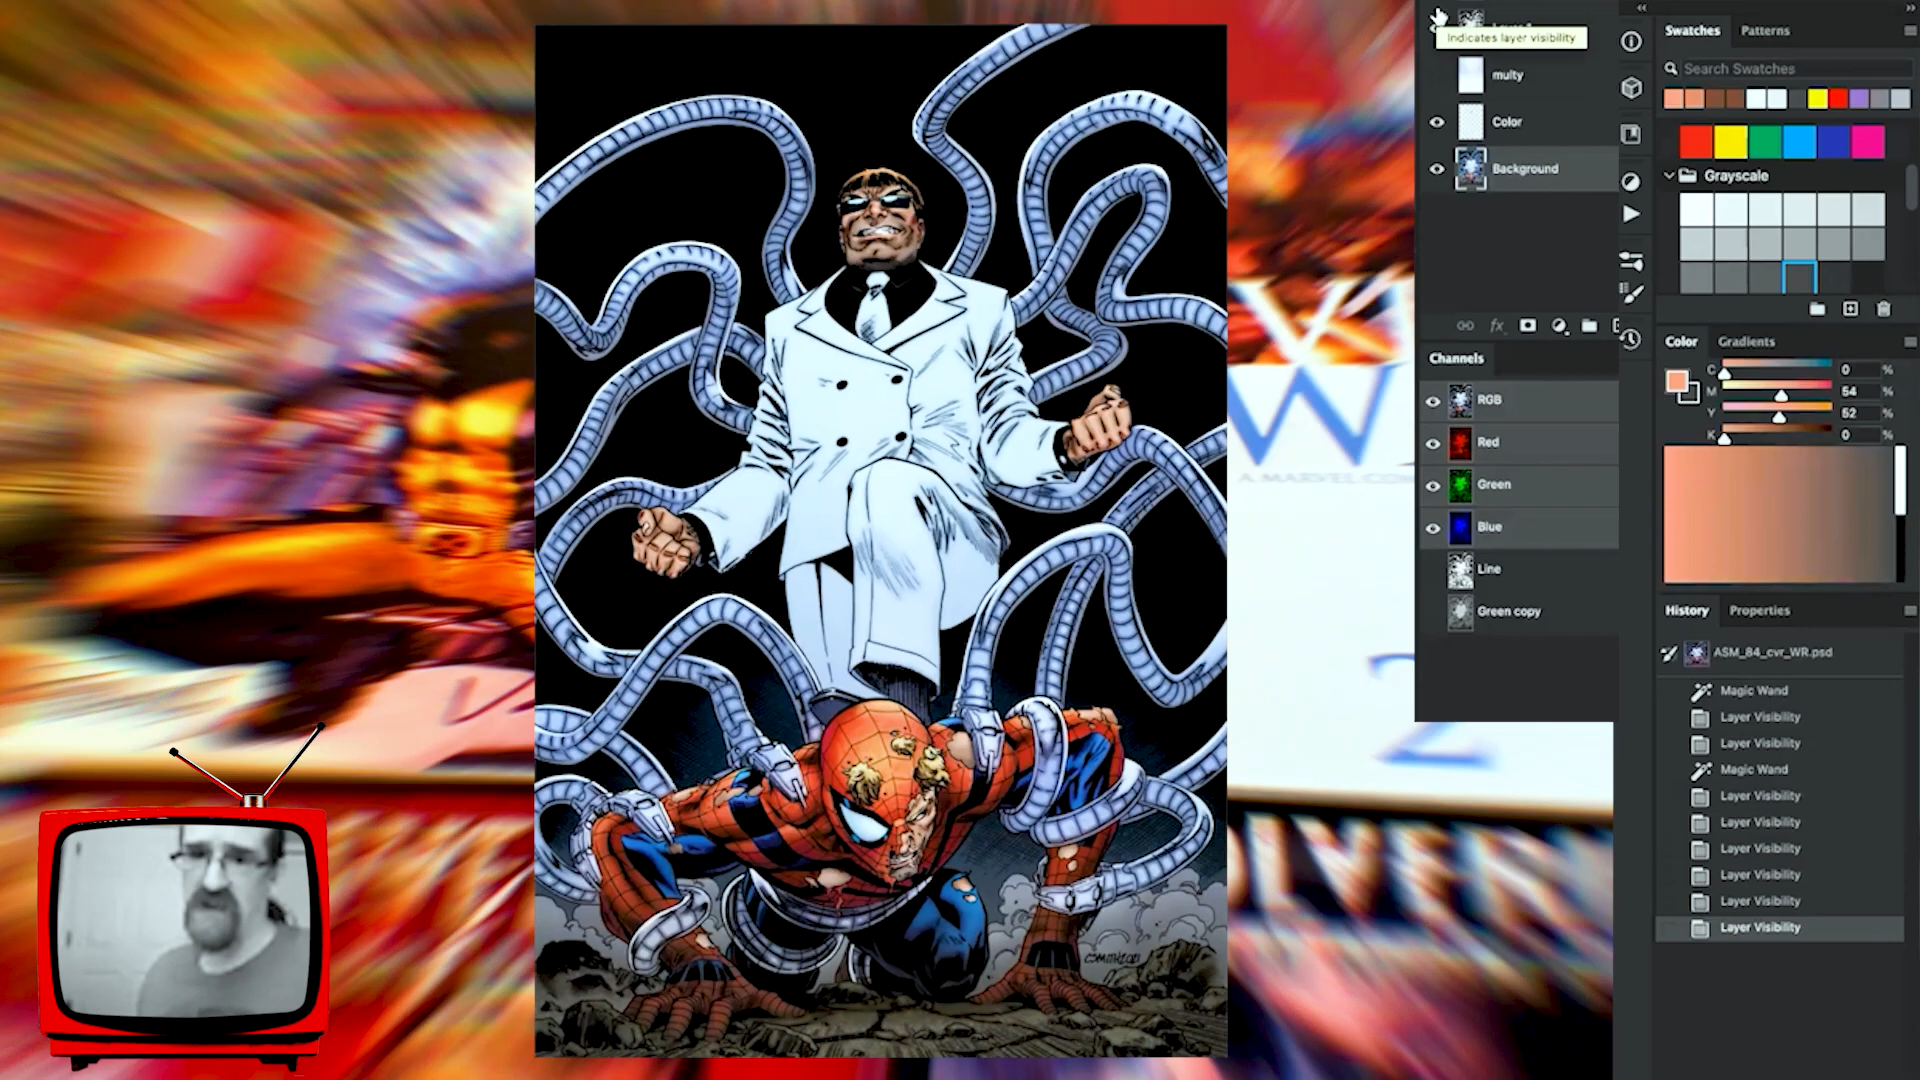 Indicates layer visibility
multy
Color
Background
fx
Channels
RGB
Red
Green
Blue
Line
Green copy
Swatches
Patterns
Search Swatches
Grayscale
Color
Gradients
C 0 %
M 54 %
Y 52 %
K 0 %
History
Properties
ASM_84_cvr_WR.psd
Magic Wand
Layer Visibility
Layer Visibility
Magic Wand
Layer Visibility
Layer Visibility
Layer Visibility
Layer Visibility
Layer Visibility
Layer Visibility
W
2